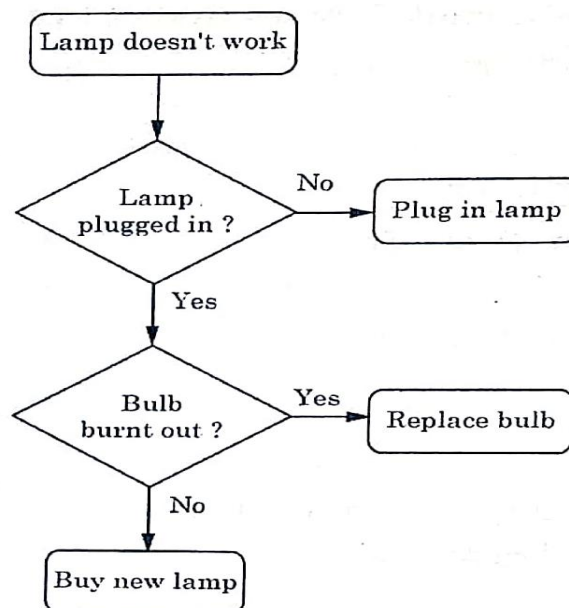 Lamp doesn't work
Lamp
plugged in ?
No
Plug in lamp
Yes
Bulb
burnt out ?
Yes
Replace bulb
No
Buy new lamp